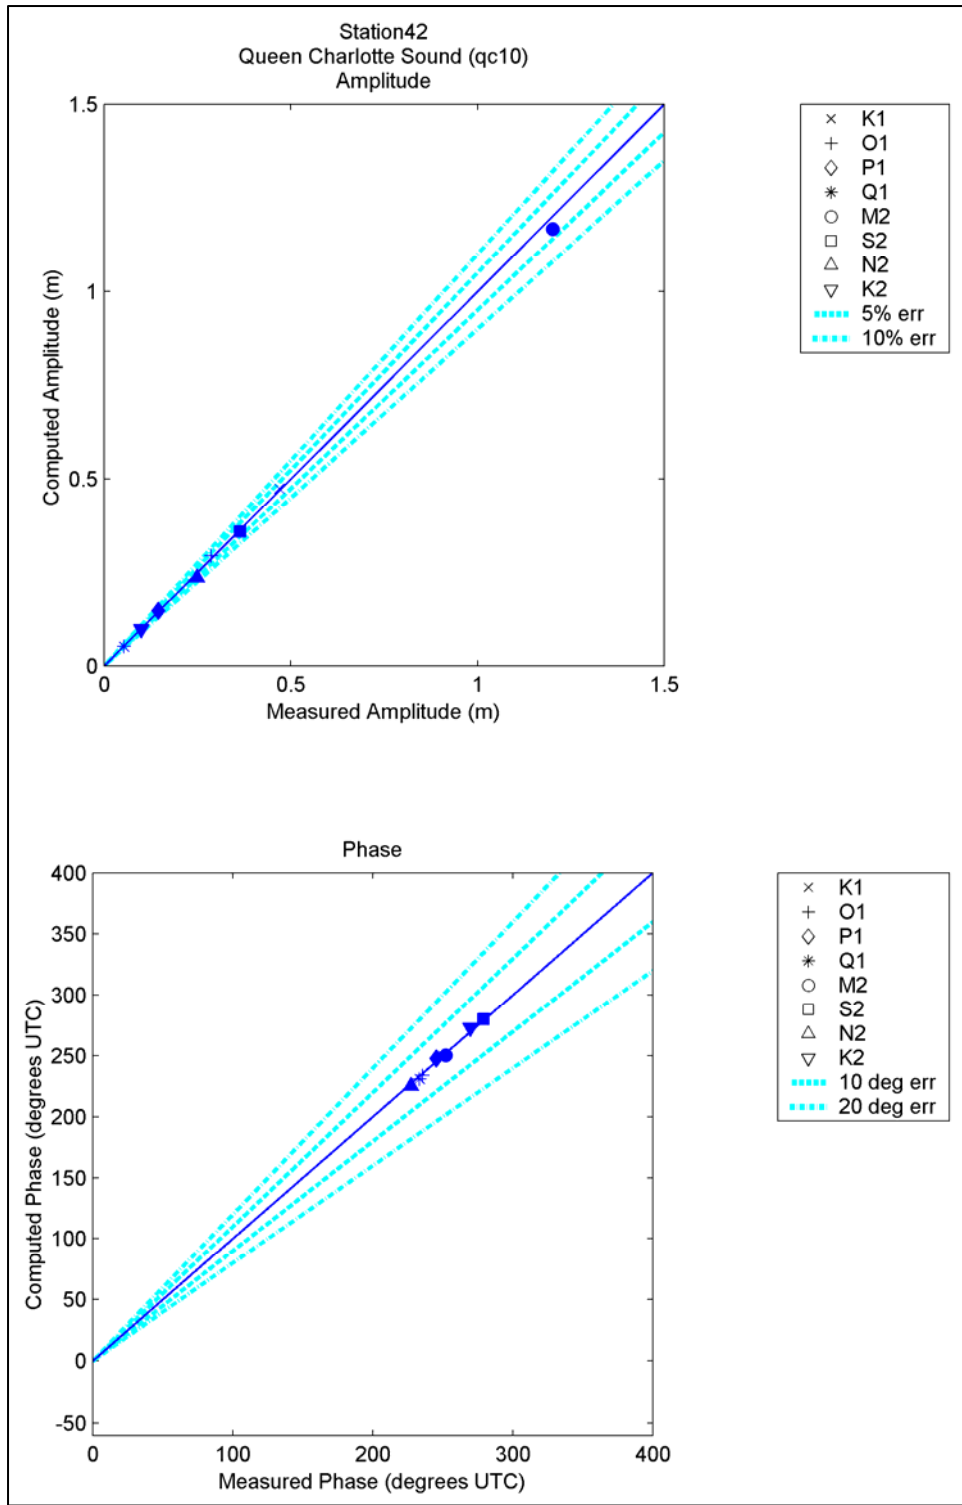 Station42
Queen Charlotte Sound (qc10)
Amplitude
1.5
1
0.5
0
0
0.5
1
1.5
Computed Amplitude (m)
Measured Amplitude (m)
K1
O1
P1
Q1
M2
S2
N2
K2
5% err
10% err
Phase
400
350
300
250
200
150
100
50
0
-50
0
100
200
300
400
Computed Phase (degrees UTC)
Measured Phase (degrees UTC)
K1
O1
P1
Q1
M2
S2
N2
K2
10 deg err
20 deg err